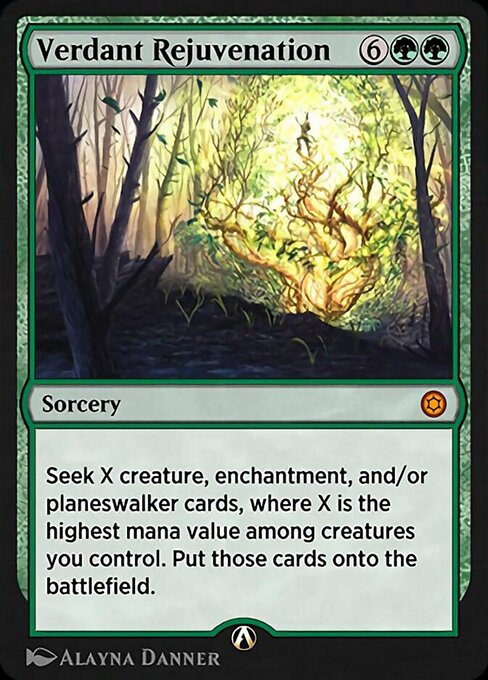 Verdant Rejuvenation 6
Sorcery
Seek X creature, enchantment, and/or
planeswalker cards, where X is the
highest mana value among creatures
you control. Put those cards onto the
battlefield.
Alayna Danner